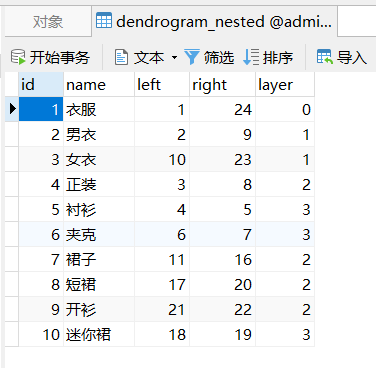 对象 dendrogram_nested @admi...
开始事务 文本 筛选 排序 导入
id name left right layer
1 衣服 1 24 0
2 男衣 2 9 1
3 女衣 10 23 1
4 正装 3 8 2
5 衬衫 4 5 3
6 夹克 6 7 3
7 裙子 11 16 2
8 短裙 17 20 2
9 开衫 21 22 2
10 迷你裙 18 19 3